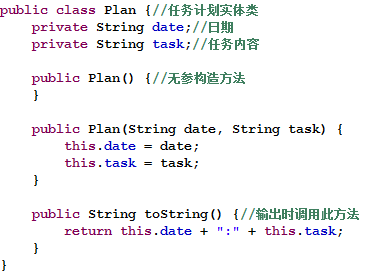 public class Plan {//任务计划实体类
    private String date;//日期
    private String task;//任务内容

    public Plan() {//无参构造方法
    }

    public Plan(String date, String task) {
        this.date = date;
        this.task = task;
    }

    public String toString() {//输出时调用此方法
        return this.date + ":" + this.task;
    }
}